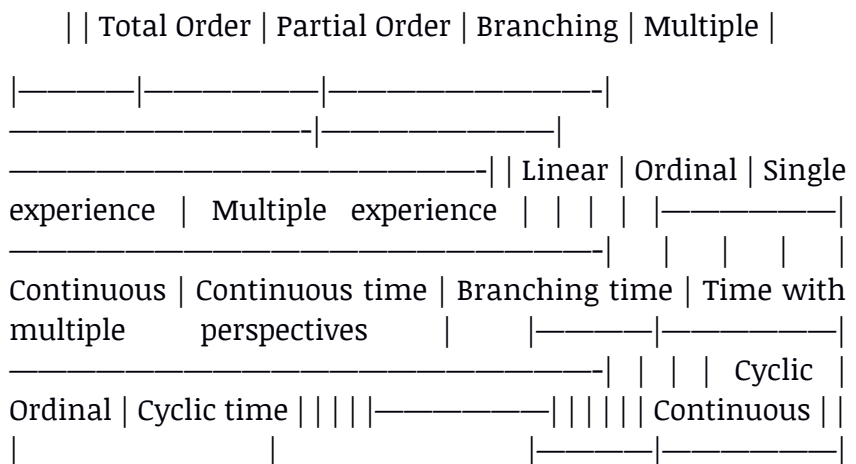 | | Total Order | Partial Order | Branching | Multiple |
|————|——————|—————————-|
——————————-|————————|
————————————————-| | Linear | Ordinal | Single
experience | Multiple experience | | | | |——————|
————————————————————-| | | | |
Continuous | Continuous time | Branching time | Time with
multiple perspectives | |————|——————|
————————————————————-| | | | Cyclic |
Ordinal | Cyclic time | | | | |——————| | | | | | Continuous | |
| | |————|——————|